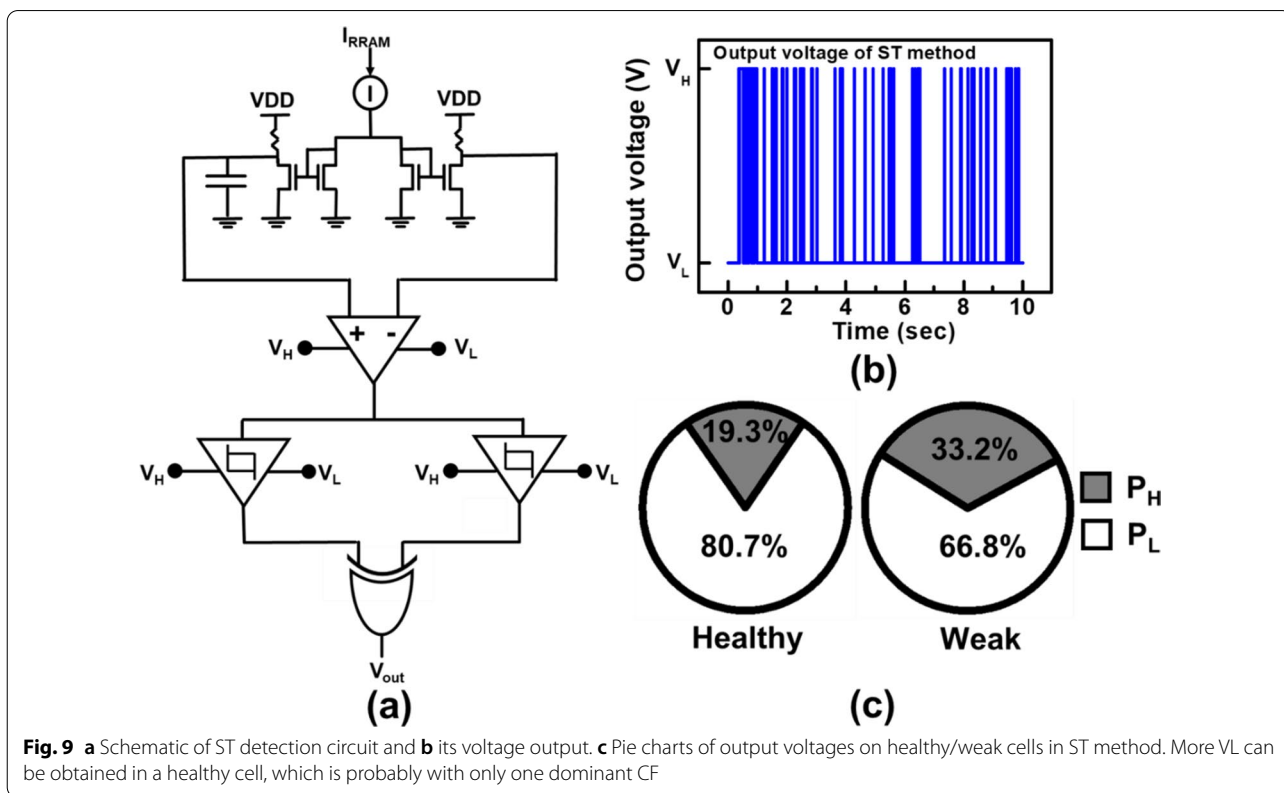 I_RRAM
I
VDD
VDD
+ -
V_H
V_L
V_H
V_L
V_H
V_L
V_out
(a)
Output voltage of ST method
Output voltage (V)
V_H
V_L
0 2 4 6 8 10
Time (sec)
(b)
19.3%
80.7%
Healthy
33.2%
66.8%
Weak
P_H
P_L
(c)
Fig. 9 a Schematic of ST detection circuit and b its voltage output. c Pie charts of output voltages on healthy/weak cells in ST method. More VL can
be obtained in a healthy cell, which is probably with only one dominant CF